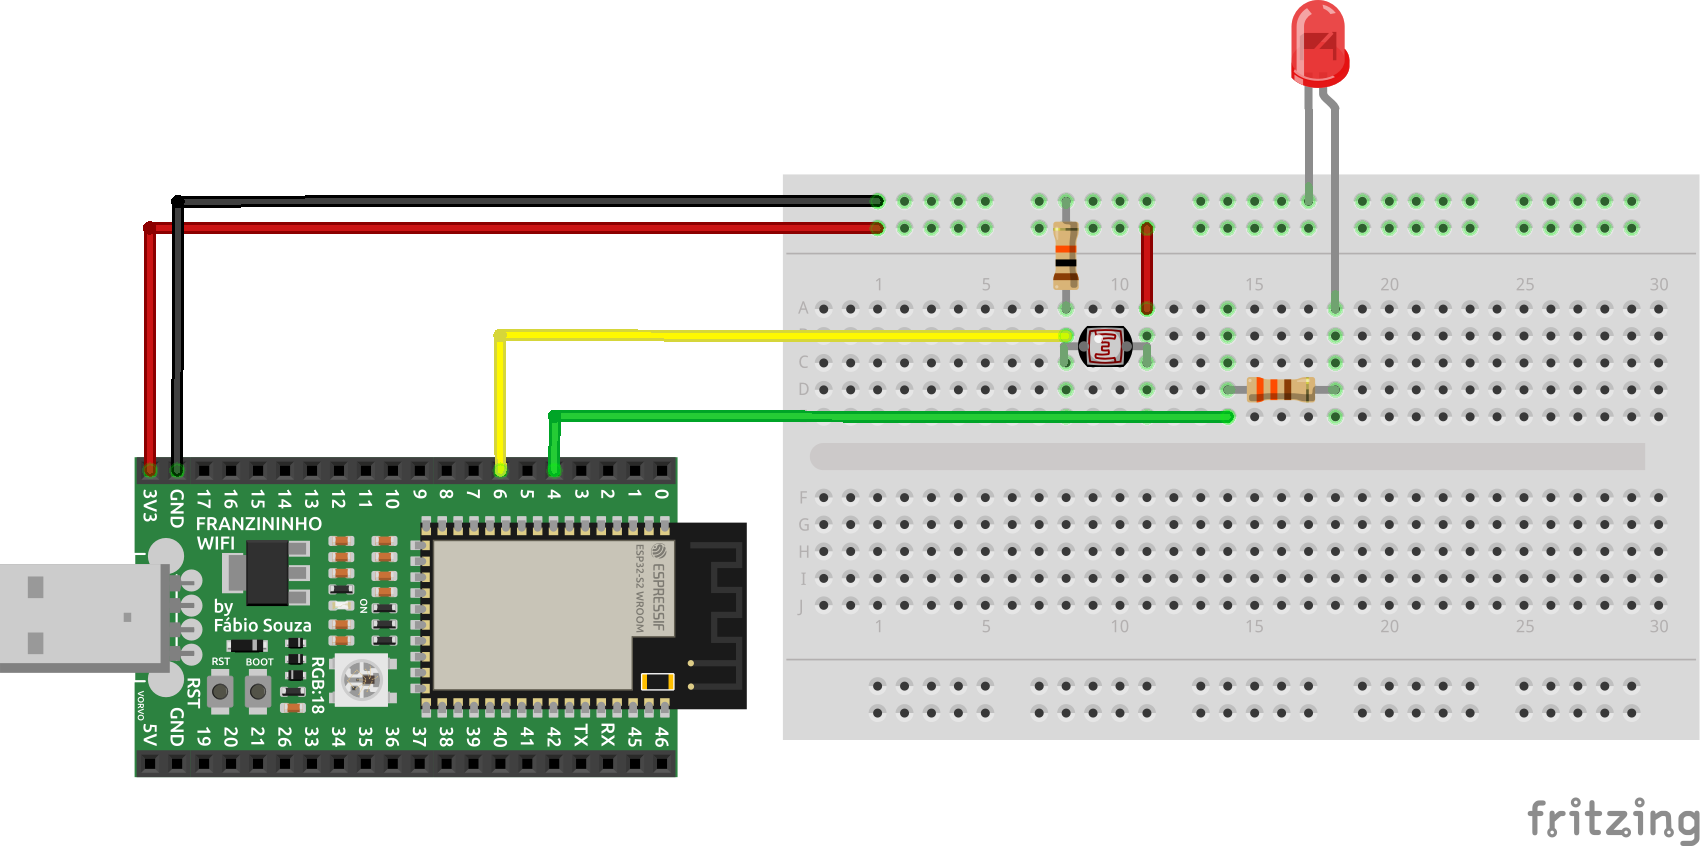 1 5 10 15 20 25 30
A
C
D
3V3 GND 17 16 15 14 13 12 11 10 9 8 7 6 5 4 3 2 1 0
FRANZININHO
WIFI
F
G
H
I
J
ESP32-S2 WROOM
ESPRESSIF
ON
by
Fábio Souza
RST BOOT
RGB:18
RST
VORVO
1 5 10 15 20 25 30
5V GND 19 20 21 26 33 34 35 36 37 38 39 40 41 42 TX RX 45 46
fritzing